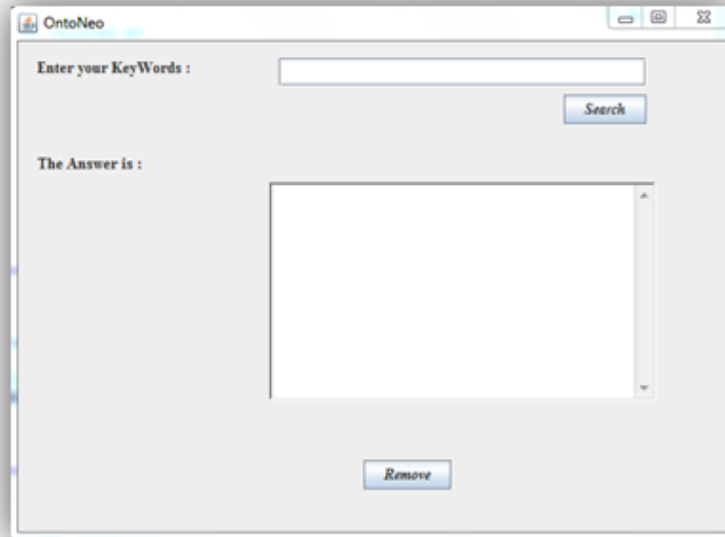 OntoNeo
Enter your KeyWords :
Search
The Answer is :
Remove